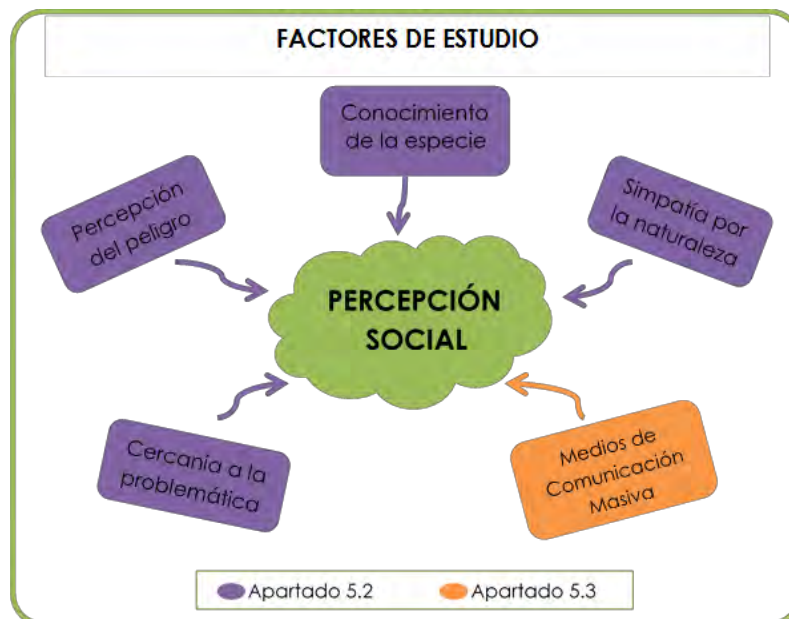 FACTORES DE ESTUDIO
Conocimiento
de la especie
Percepción
del peligro
Simpatía por
la naturaleza
PERCEPCIÓN
SOCIAL
Cercanía a la
problemática
Medios de
Comunicación
Masiva
Apartado 5.2
Apartado 5.3